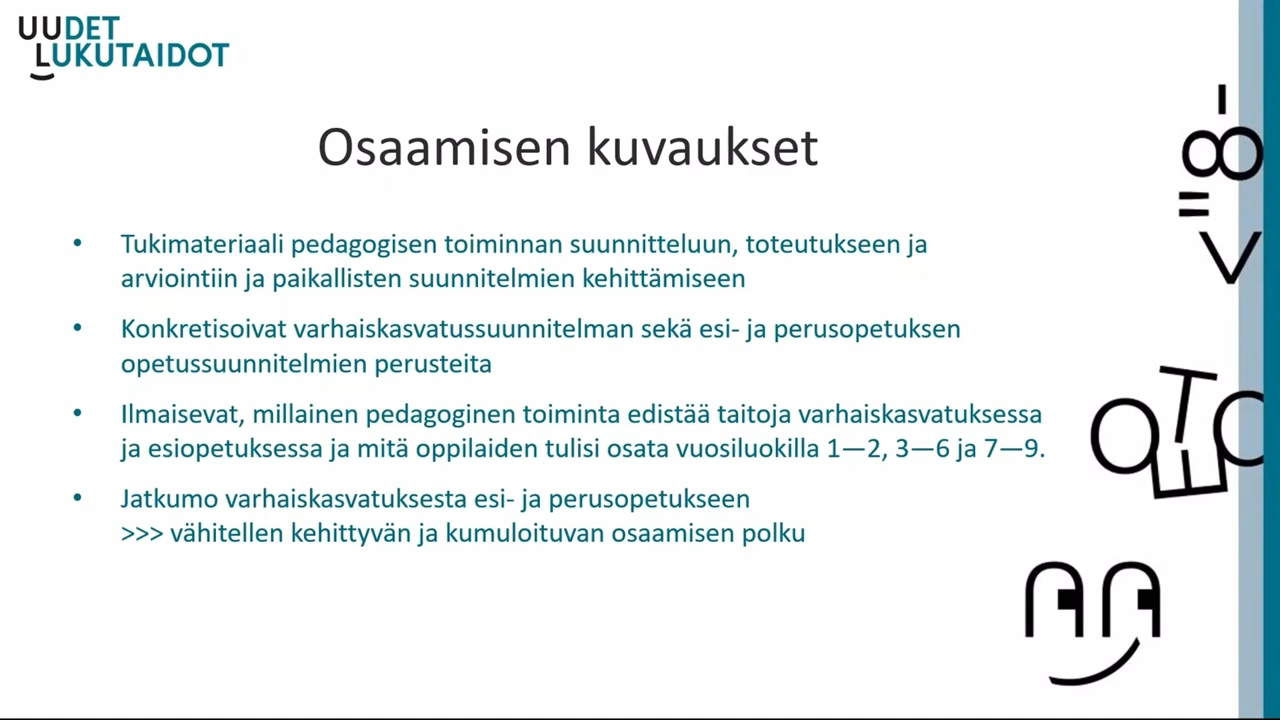 UUDET
LUKUTAIDOT
Osaamisen kuvaukset
• Tukimateriaali pedagogisen toiminnan suunnitteluun, toteutukseen ja
arviointiin ja paikallisten suunnitelmien kehittämiseen
• Konkretisoivat varhaiskasvatussuunnitelman sekä esi- ja perusopetuksen
opetussuunnitelmien perusteita
• Ilmaisevat, millainen pedagoginen toiminta edistää taitoja varhaiskasvatuksessa
ja esiopetuksessa ja mitä oppilaiden tulisi osata vuosiluokilla 1—2, 3—6 ja 7—9.
• Jatkumo varhaiskasvatuksesta esi- ja perusopetukseen
>>> vähitellen kehittyvän ja kumuloituvan osaamisen polku